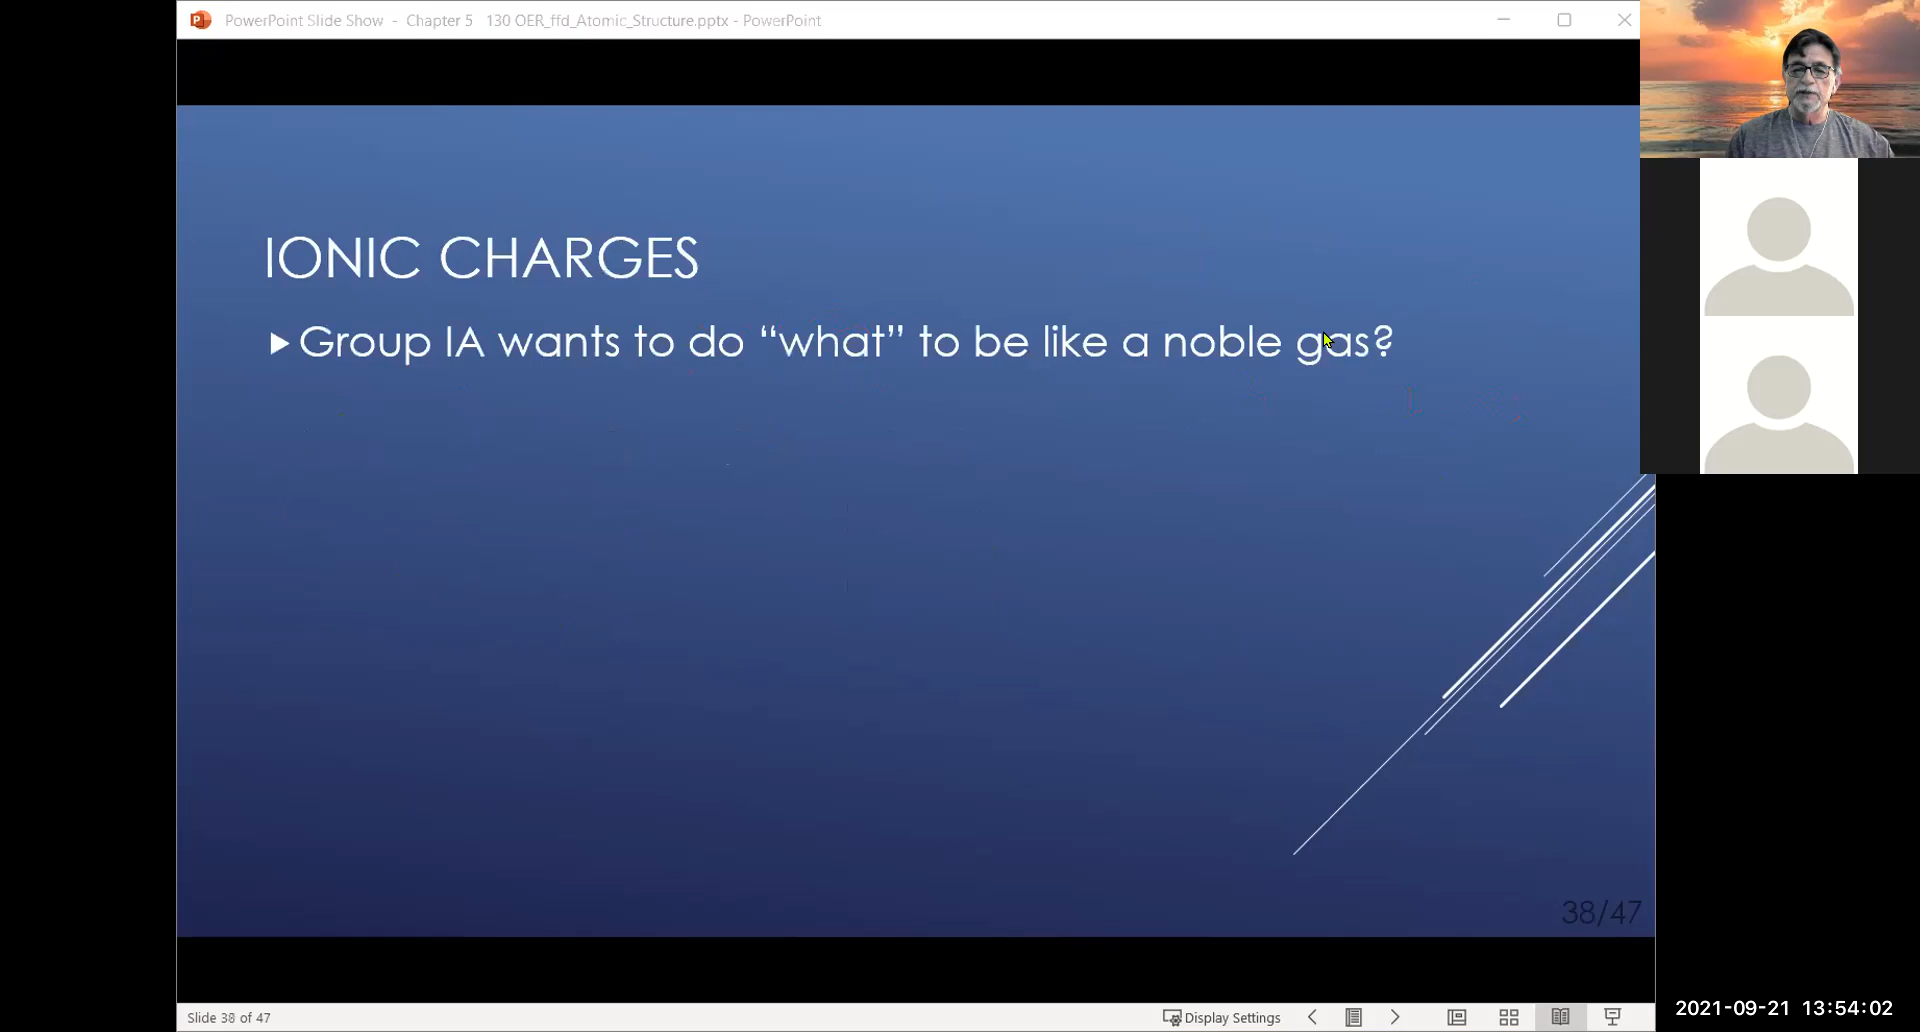 PowerPoint Slide Show - Chapter 5 130 OER_ffd_Atomic_Structure.pptx - PowerPoint
IONIC CHARGES
Group IA wants to do “what” to be like a noble gas?
38/47
Slide 38 of 47
Display Settings
2021-09-21 13:54:02